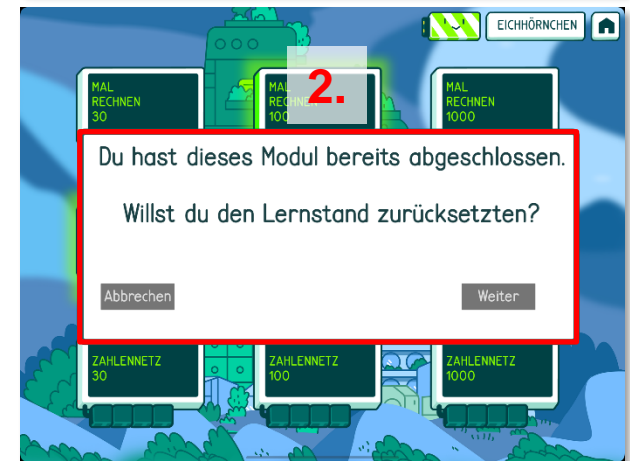 EICHHÖRNCHEN
MAL
RECHNEN
30
MAL
RECHNEN
100
2.
MAL
RECHNEN
1000
Du hast dieses Modul bereits abgeschlossen.
Willst du den Lernstand zurücksetzten?
Abbrechen
Weiter
ZAHLENNETZ
30
ZAHLENNETZ
100
ZAHLENNETZ
1000